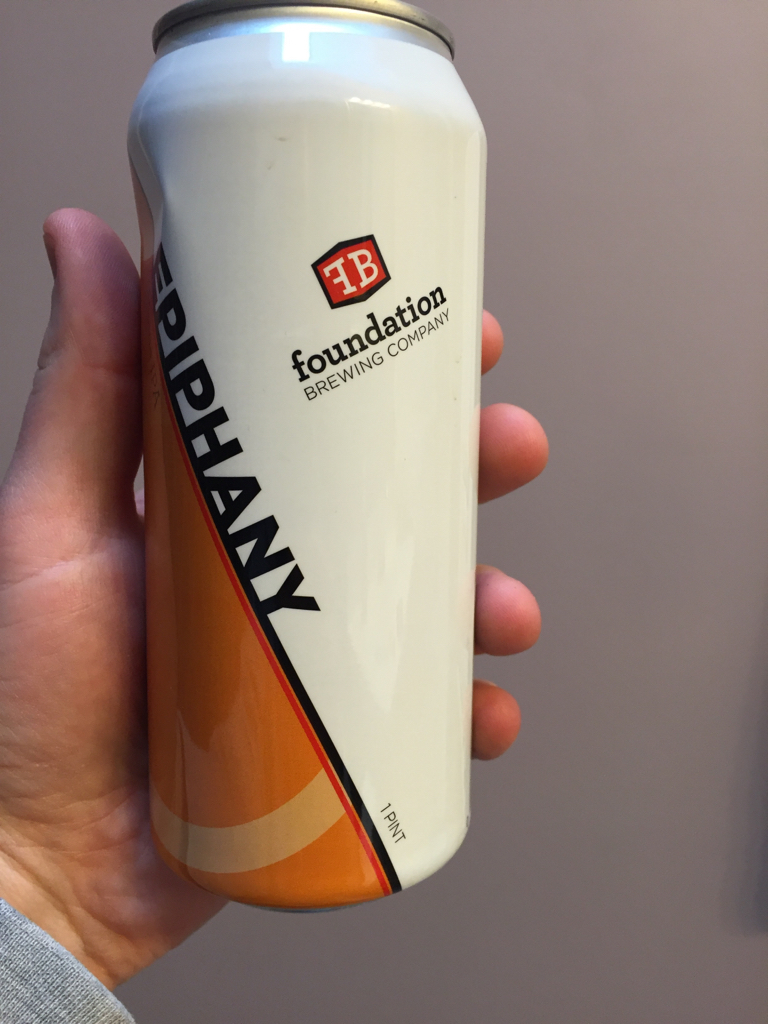 FB
foundation
BREWING COMPANY
EPIPHANY
1 PINT